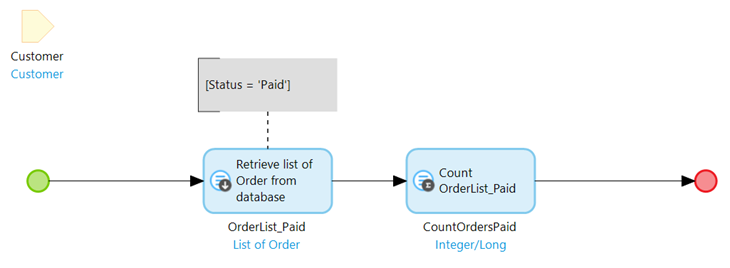 Customer
Customer
[Status = 'Paid']
Retrieve list of
Order from
database
OrderList_Paid
List of Order
Count
OrderList_Paid
CountOrdersPaid
Integer/Long